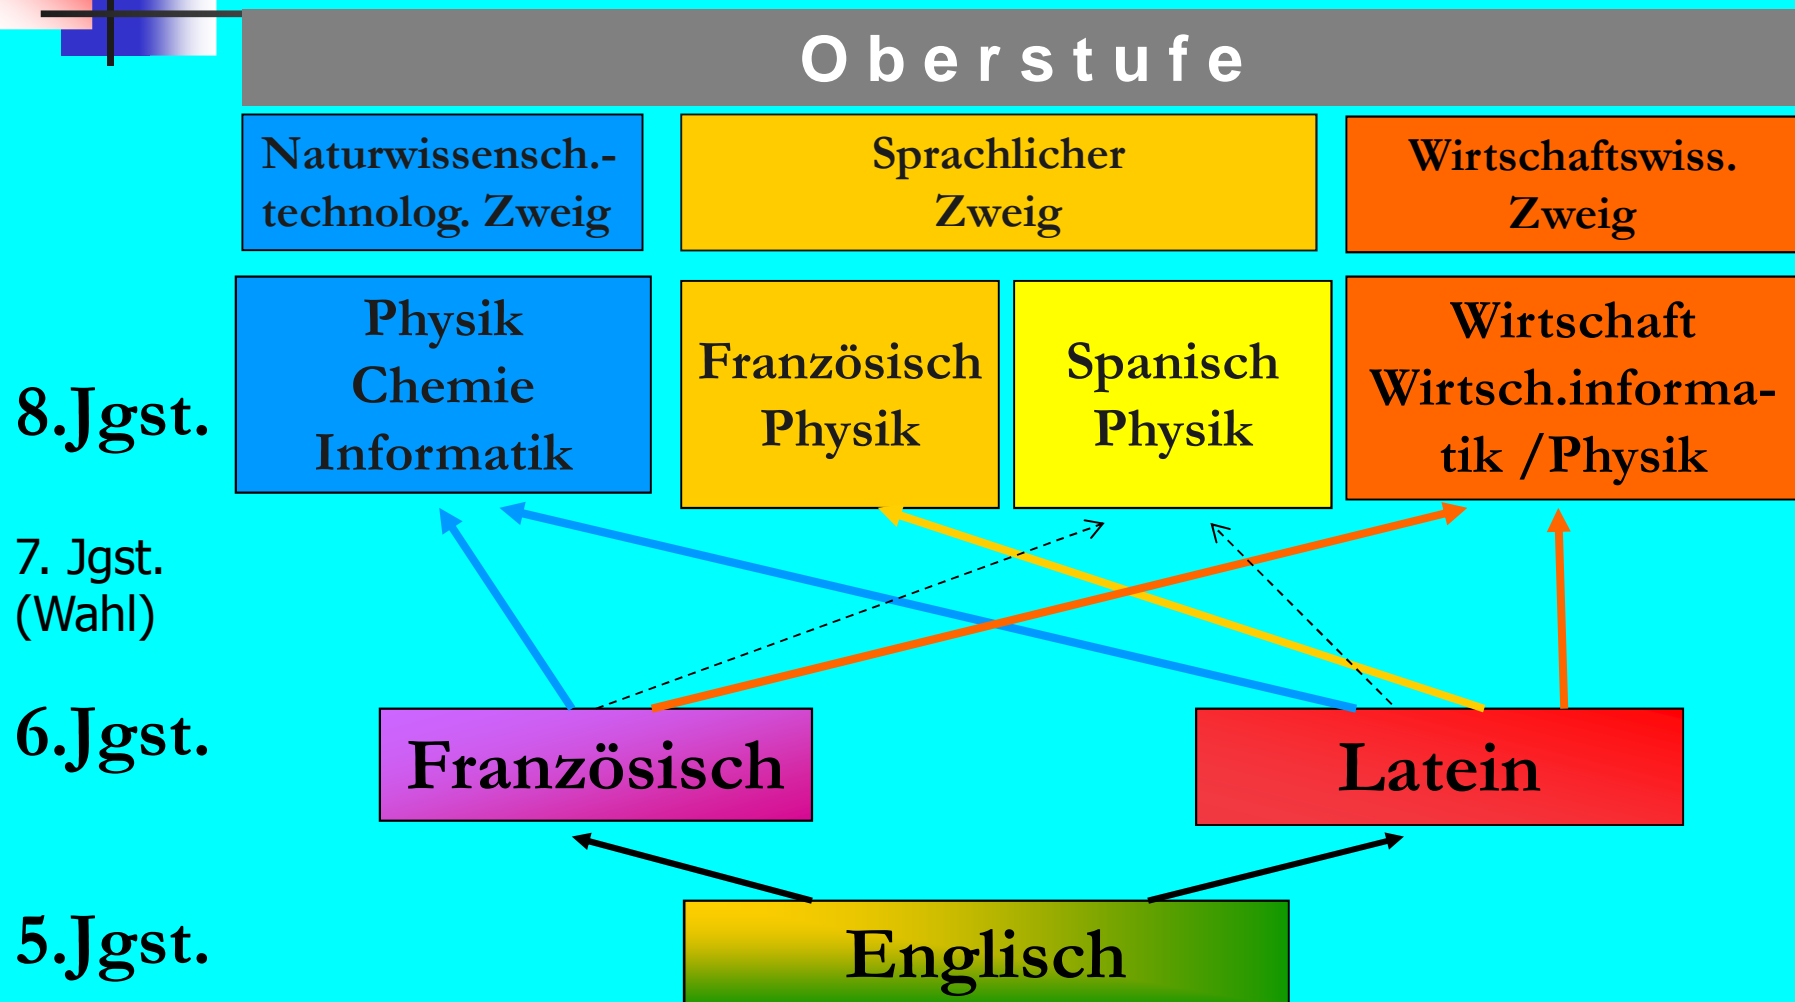 O b e r s t u f e
Naturwissensch.-
technolog. Zweig
Sprachlicher
Zweig
Wirtschaftswiss.
Zweig
8.Jgst.
Physik
Chemie
Informatik
Französisch
Physik
Spanisch
Physik
Wirtschaft
Wirtsch.informa-
tik /Physik
7. Jgst.
(Wahl)
6.Jgst.
Französisch
Latein
5.Jgst.
Englisch